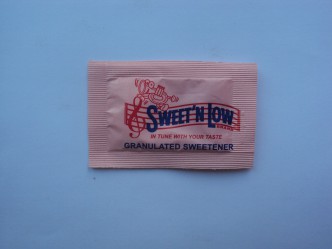 SWEET'N LOW
IN TUNE WITH YOUR TASTE
GRANULATED SWEETENER